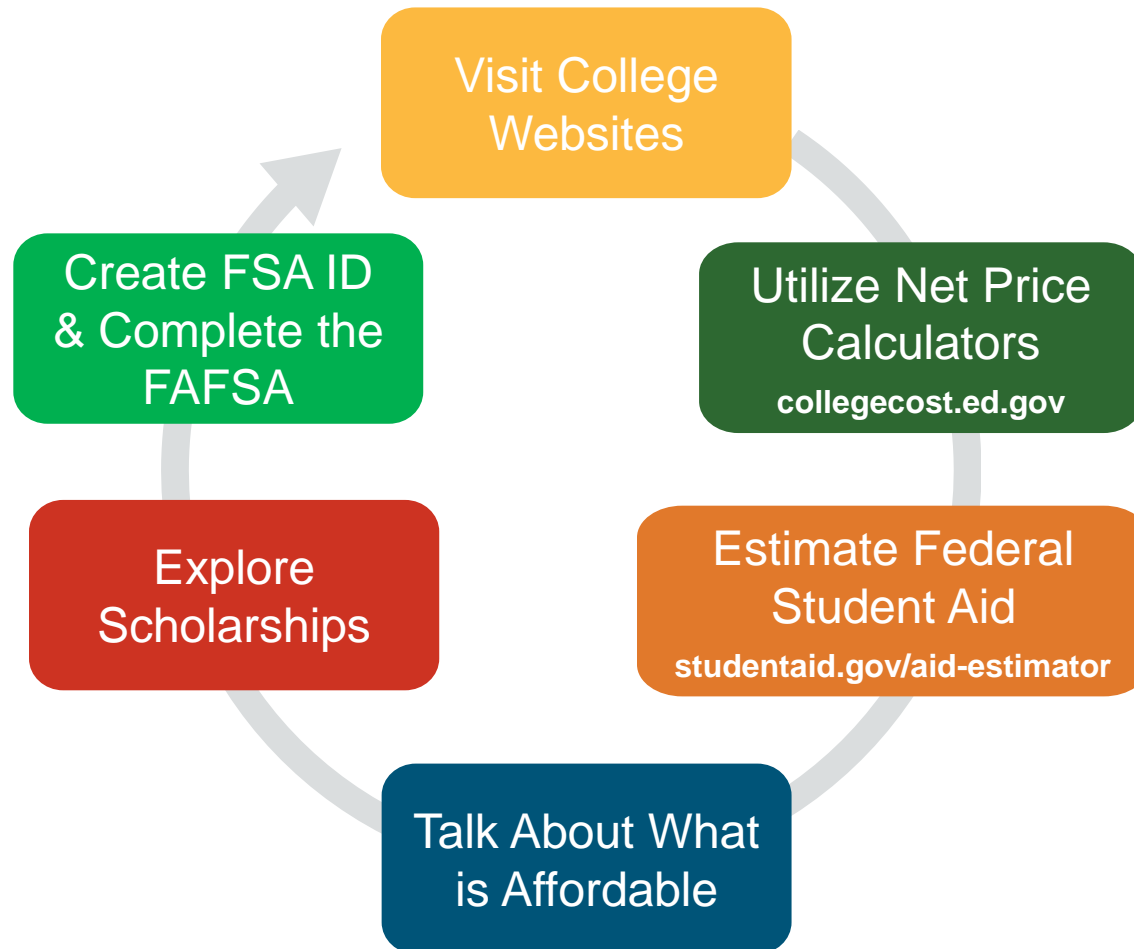 Visit College
Websites
Utilize Net Price
Calculators
collegecost.ed.gov
Estimate Federal
Student Aid
studentaid.gov/aid-estimator
Talk About What
is Affordable
Explore
Scholarships
Create FSA ID
& Complete the
FAFSA